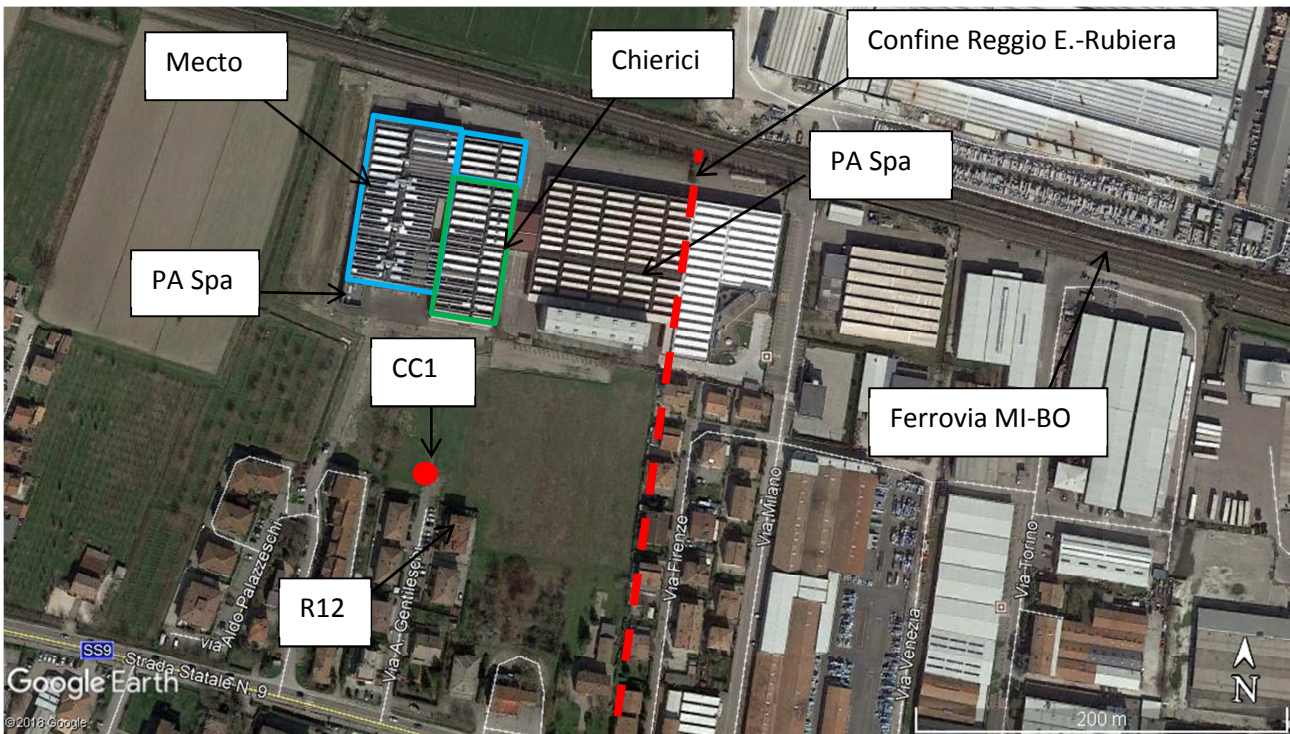 Mecto
Chierici
Confine Reggio E.-Rubiera
PA Spa
PA Spa
CC1
Ferrovia MI-BO
R12
via Aldo-Palazzeschi
Via A. Gentileschi
Via-Firenze
Via-Milano
Via-Venezia
Via-Torino
SS9
Strada Statale N. 9
Google Earth
©2018 Google
N
200 m